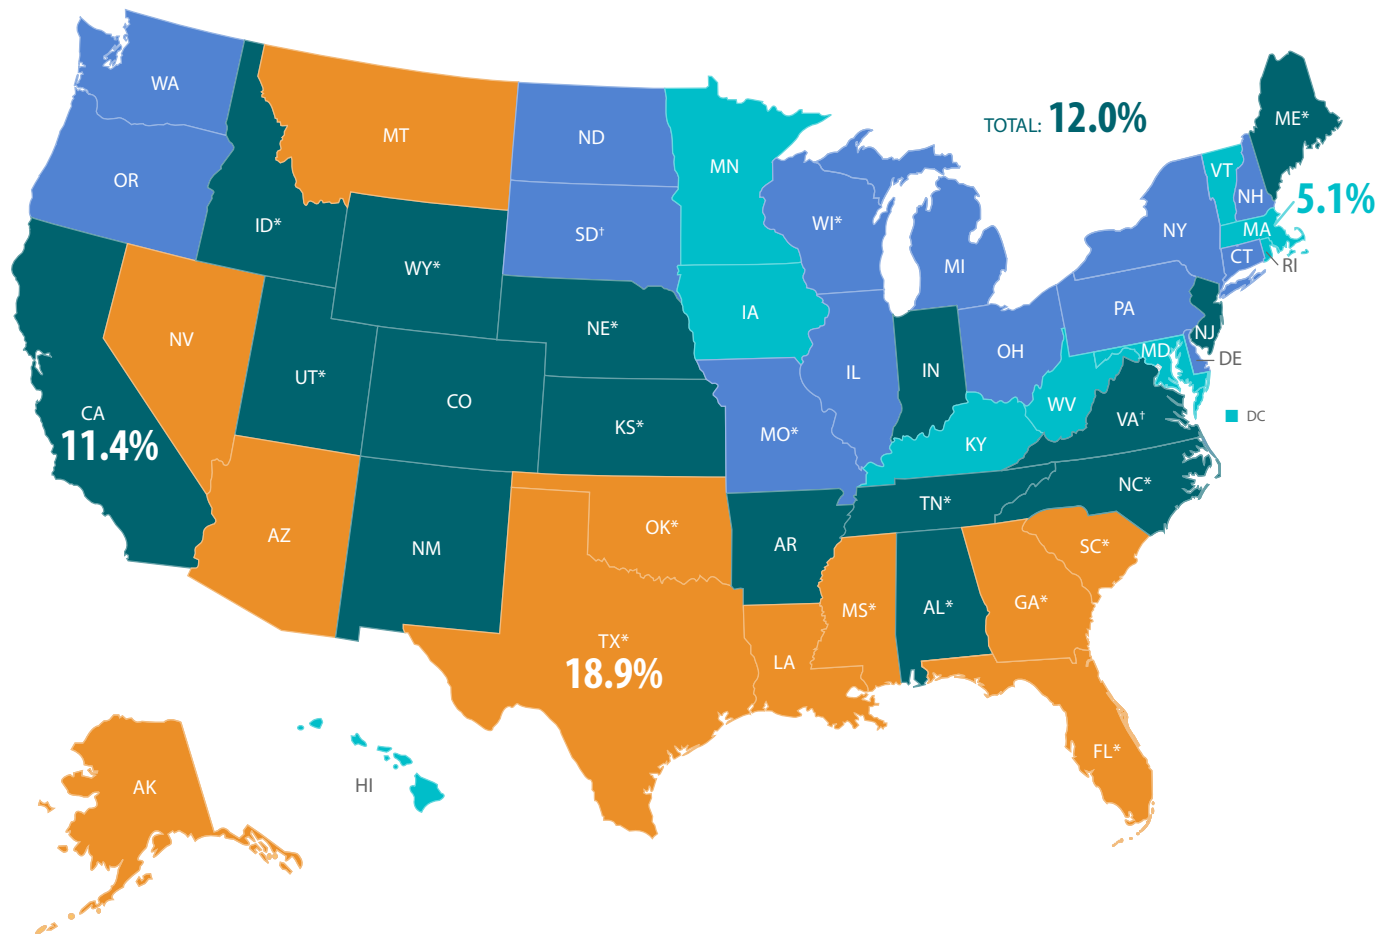 WA
MT
ND
MN
TOTAL: 12.0%
ME*
OR
ID*
SD†
WI*
MI
NY
VT
NH
5.1%
MA
CT
RI
WY*
NV
UT*
CO
NE*
IA
IL
IN
OH
PA
NJ
MD
DE
DC
CA
11.4%
KS*
MO*
KY
WV
VA†
AZ
NM
OK*
AR
TN*
NC*
SC*
TX*
18.9%
LA
MS*
AL*
GA*
FL*
AK
HI